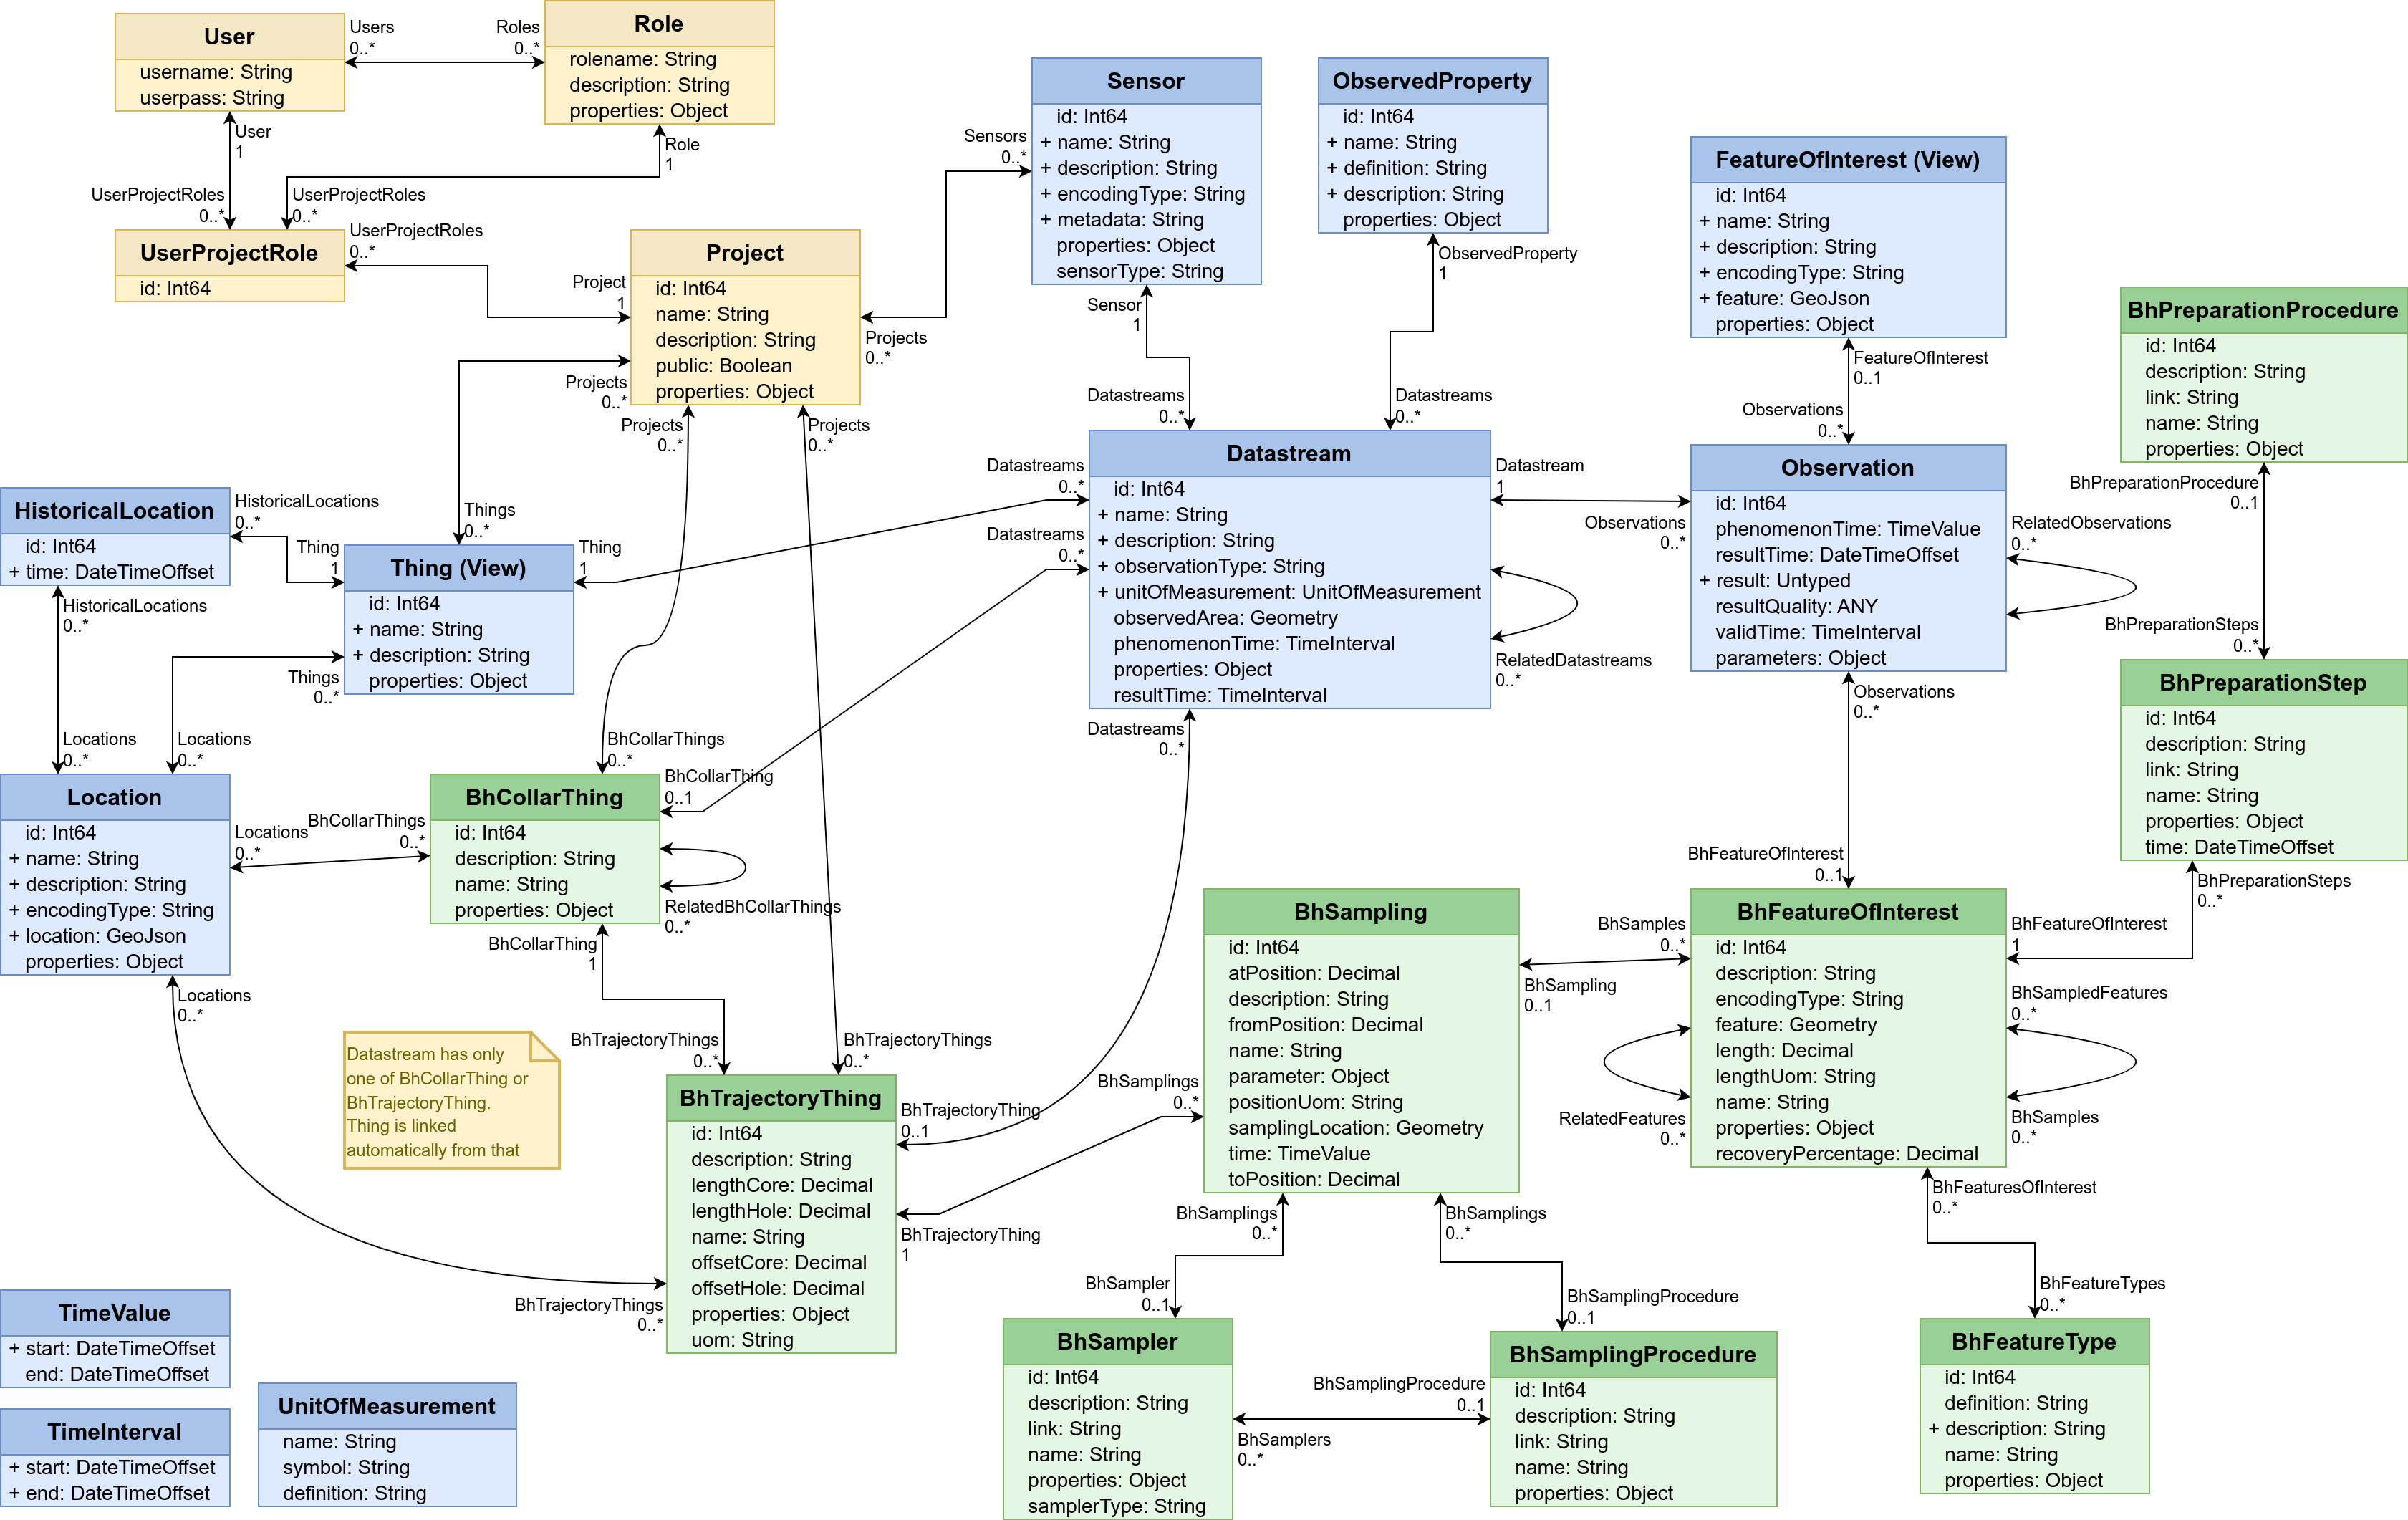 User
username: String
userpass: String
Users
0..*
Roles
0..*
Role
rolename: String
description: String
properties: Object
User
1
UserProjectRoles
0..*
Role
1
UserProjectRoles
0..*
UserProjectRole
id: Int64
UserProjectRoles
0..*
Project
1
Project
id: Int64
name: String
description: String
public: Boolean
properties: Object
Sensors
0..*
Projects
0..*
Projects
0..*
Projects
0..*
Projects
0..*
Sensor
id: Int64
+ name: String
+ description: String
+ encodingType: String
+ metadata: String
properties: Object
sensorType: String
Sensor
1
Datastreams
0..*
ObservedProperty
id: Int64
+ name: String
+ definition: String
+ description: String
properties: Object
ObservedProperty
1
Datastreams
0..*
FeatureOfInterest (View)
id: Int64
+ name: String
+ description: String
+ encodingType: String
+ feature: GeoJson
properties: Object
FeatureOfInterest
0..1
Observations
0..*
BhPreparationProcedure
id: Int64
description: String
link: String
name: String
properties: Object
BhPreparationProcedure
0..1
BhPreparationSteps
0..*
HistoricalLocation
id: Int64
+ time: DateTimeOffset
HistoricalLocations
0..*
Thing
1
HistoricalLocations
0..*
Things
0..*
Thing (View)
id: Int64
+ name: String
+ description: String
properties: Object
Thing
1
Things
0..*
Locations
0..*
Locations
0..*
Datastreams
0..*
Datastreams
0..*
Datastream
id: Int64
+ name: String
+ description: String
+ observationType: String
+ unitOfMeasurement: UnitOfMeasurement
observedArea: Geometry
phenomenonTime: TimeInterval
properties: Object
resultTime: TimeInterval
Datastream
1
Observations
0..*
RelatedDatastreams
0..*
Datastreams
0..*
Observation
id: Int64
phenomenonTime: TimeValue
resultTime: DateTimeOffset
+ result: Untyped
resultQuality: ANY
validTime: TimeInterval
parameters: Object
RelatedObservations
0..*
Observations
0..*
BhFeatureOfInterest
0..1
BhPreparationStep
id: Int64
description: String
link: String
name: String
properties: Object
time: DateTimeOffset
BhPreparationSteps
0..*
BhFeatureOfInterest
1
Location
id: Int64
+ name: String
+ description: String
+ encodingType: String
+ location: GeoJson
properties: Object
Locations
0..*
BhCollarThings
0..*
Locations
0..*
BhCollarThings
0..*
BhCollarThing
id: Int64
description: String
name: String
properties: Object
BhCollarThing
0..1
RelatedBhCollarThings
0..*
BhCollarThing
1
BhTrajectoryThings
0..*
BhTrajectoryThings
0..*
Datastream has only
one of BhCollarThing or
BhTrajectoryThing.
Thing is linked
automatically from that
BhTrajectoryThing
id: Int64
description: String
lengthCore: Decimal
lengthHole: Decimal
name: String
offsetCore: Decimal
offsetHole: Decimal
properties: Object
uom: String
BhTrajectoryThing
0..1
BhTrajectoryThing
1
BhTrajectoryThings
0..*
BhSamplings
0..*
BhSampling
id: Int64
atPosition: Decimal
description: String
fromPosition: Decimal
name: String
parameter: Object
positionUom: String
samplingLocation: Geometry
time: TimeValue
toPosition: Decimal
BhSamples
0..*
BhSampling
0..1
BhFeatureOfInterest
id: Int64
description: String
encodingType: String
feature: Geometry
length: Decimal
lengthUom: String
name: String
properties: Object
recoveryPercentage: Decimal
RelatedFeatures
0..*
BhSampledFeatures
0..*
BhSamples
0..*
BhFeaturesOfInterest
0..*
BhFeatureTypes
0..*
BhSamplings
0..*
BhSampler
0..1
BhSamplings
0..*
BhSamplingProcedure
0..1
BhSampler
id: Int64
description: String
link: String
name: String
properties: Object
samplerType: String
BhSamplingProcedure
0..1
BhSamplers
0..*
BhSamplingProcedure
id: Int64
description: String
link: String
name: String
properties: Object
BhFeatureType
id: Int64
definition: String
+ description: String
name: String
properties: Object
TimeValue
+ start: DateTimeOffset
end: DateTimeOffset
TimeInterval
+ start: DateTimeOffset
+ end: DateTimeOffset
UnitOfMeasurement
name: String
symbol: String
definition: String